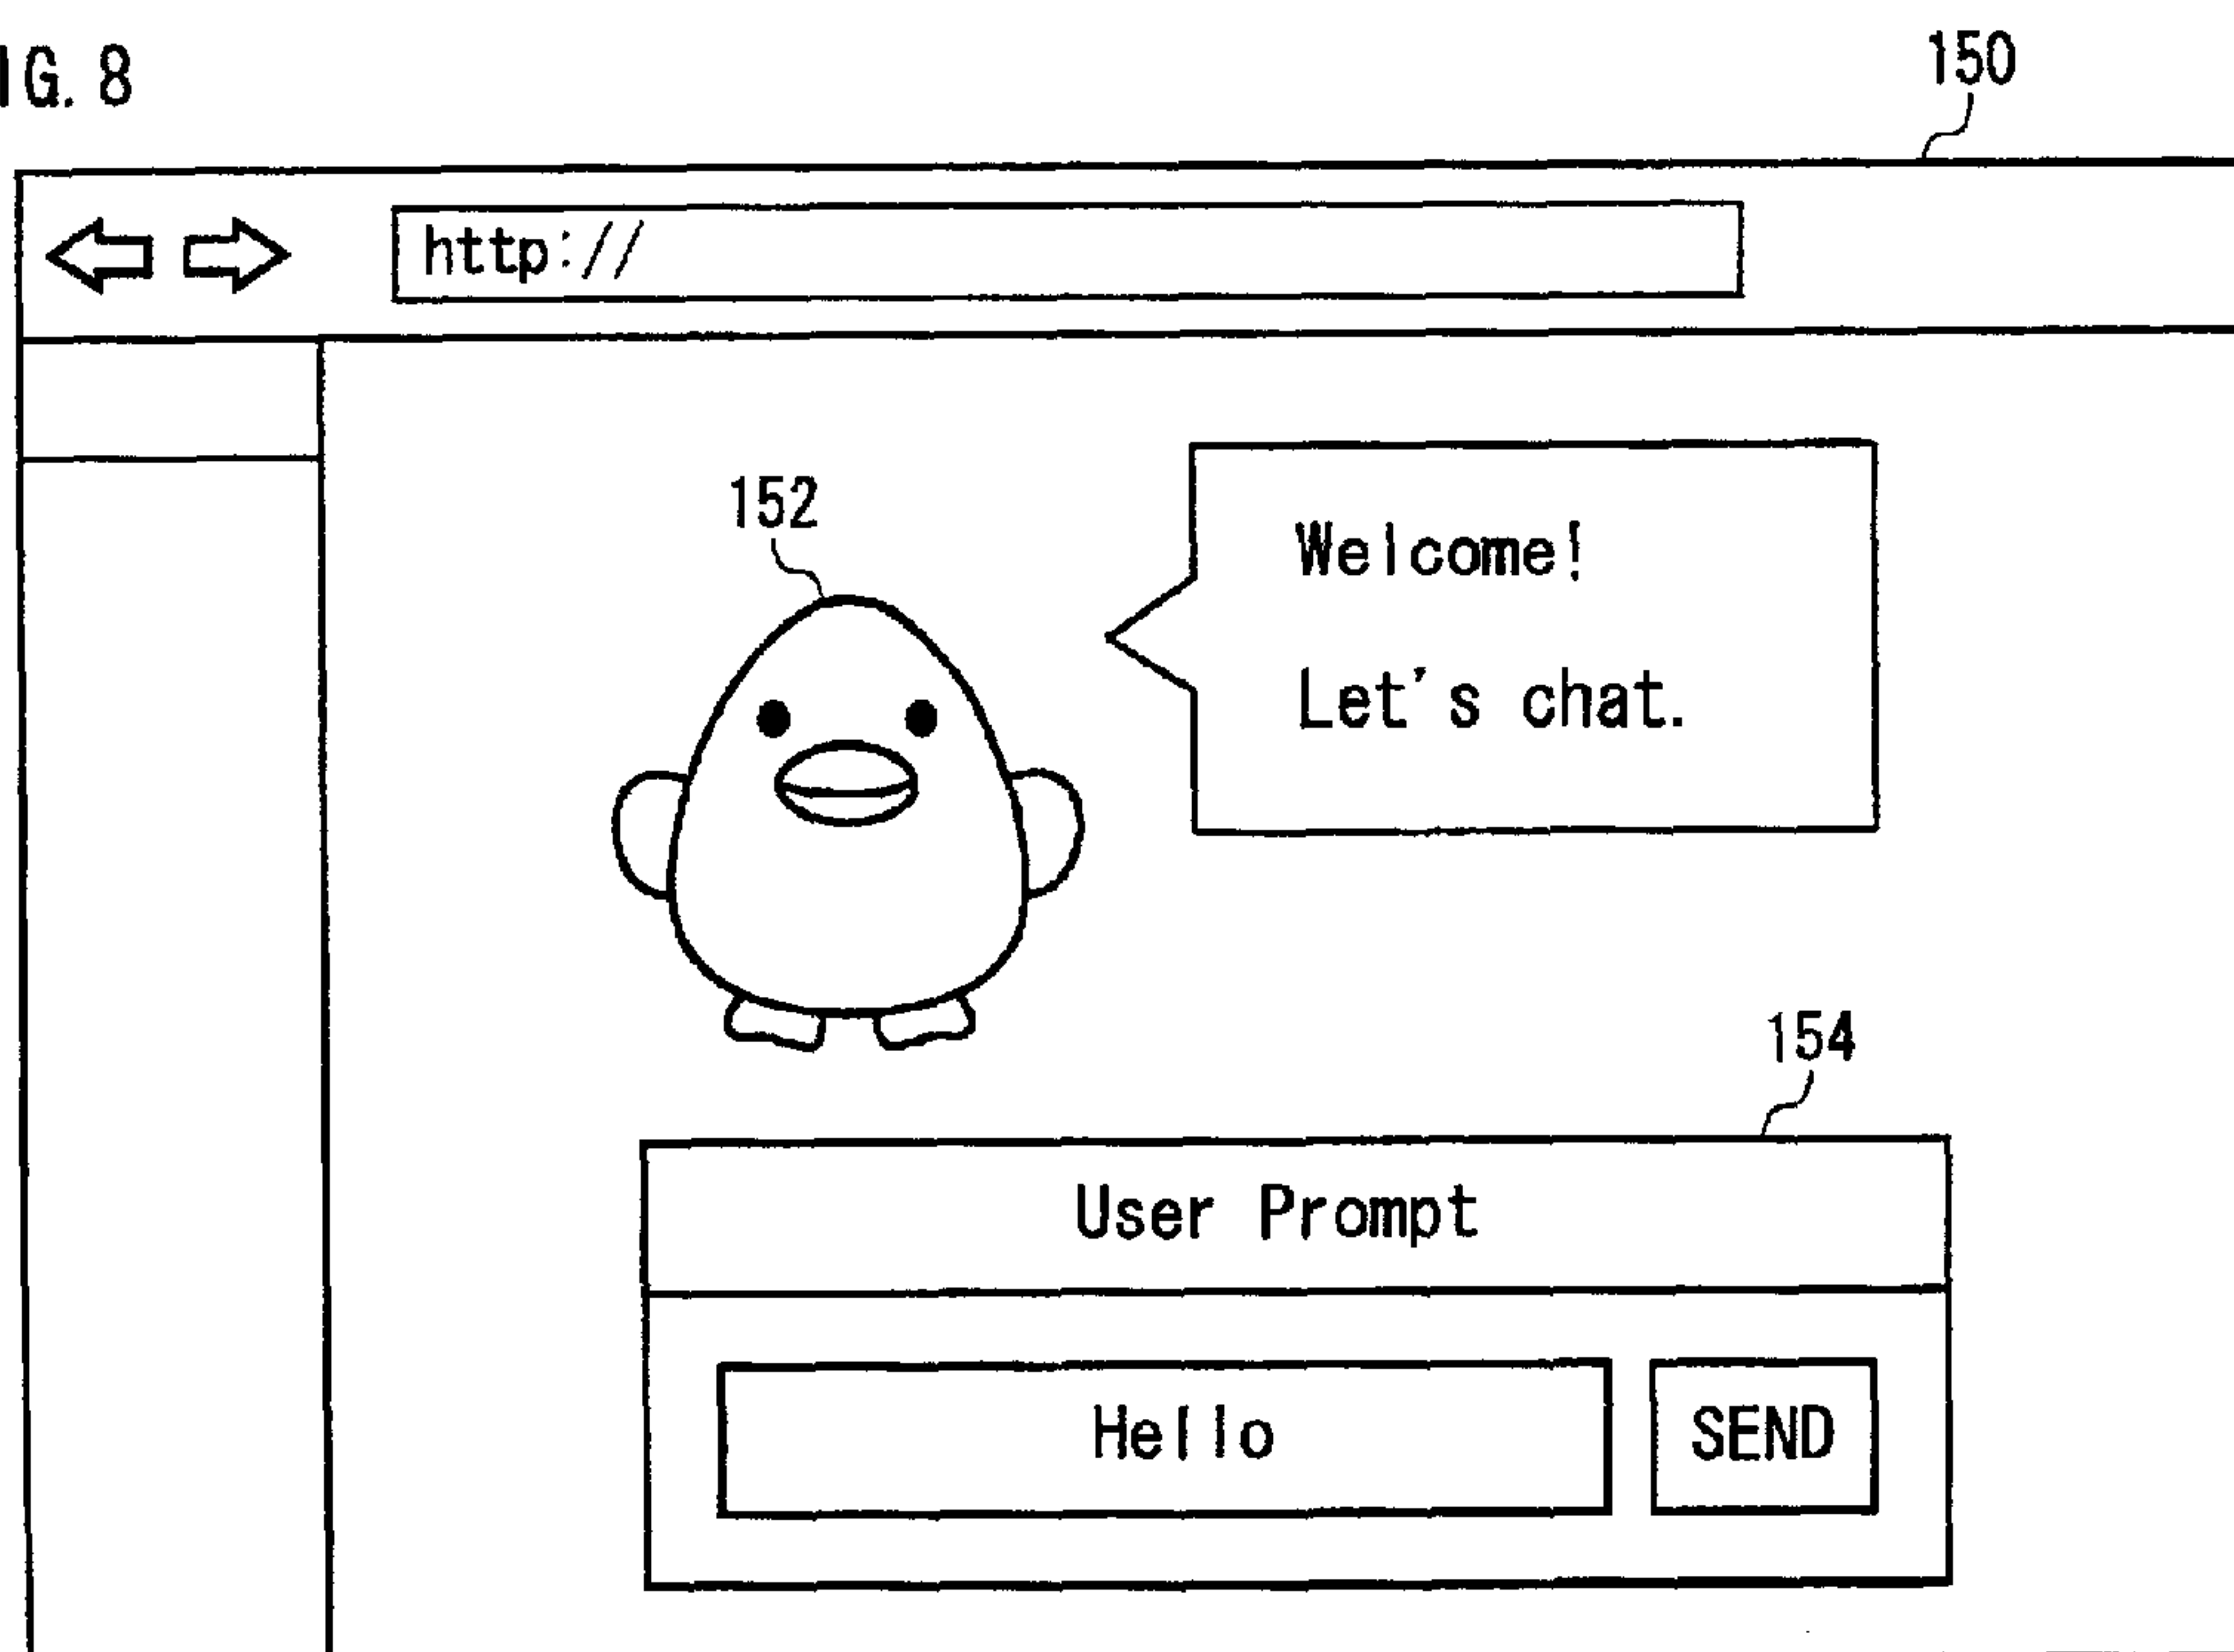 IG. 8
150
http://
152
Welcome!
Let's chat.
154
User Prompt
Hello
SEND